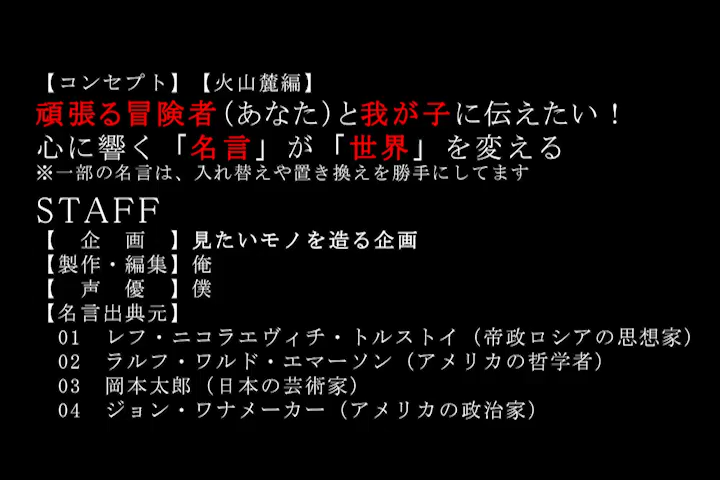 【コンセプト】【火山麓編】
頑張る冒険者(あなた)と我が子に伝えたい！
心に響く「名言」が「世界」を変える
※一部の名言は、入れ替えや置き換えを勝手にしてます
STAFF
【　企　画　】見たいモノを造る企画
【製作・編集】俺
【　声　優　】僕
【名言出典元】
01　レフ・ニコラエヴィチ・トルストイ（帝政ロシアの思想家）
02　ラルフ・ワルド・エマーソン（アメリカの哲学者）
03　岡本太郎（日本の芸術家）
04　ジョン・ワナメーカー（アメリカの政治家）